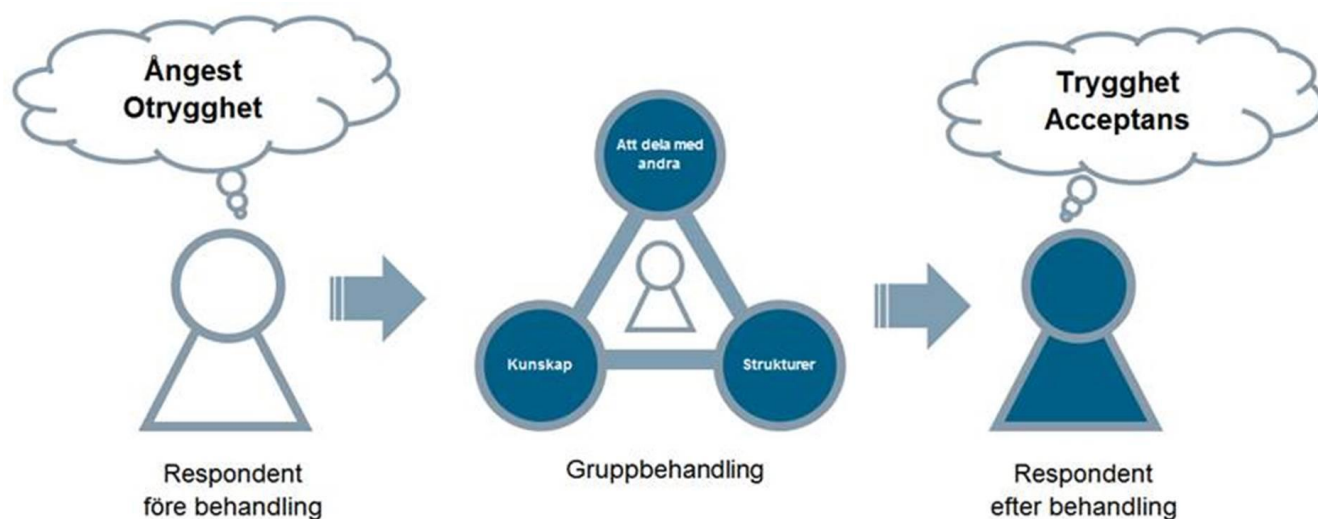 Ångest
Otrygghet
Trygghet
Acceptans
Att dela med
andra
Kunskap
Strukturer
Respondent
före behandling
Gruppbehandling
Respondent
efter behandling